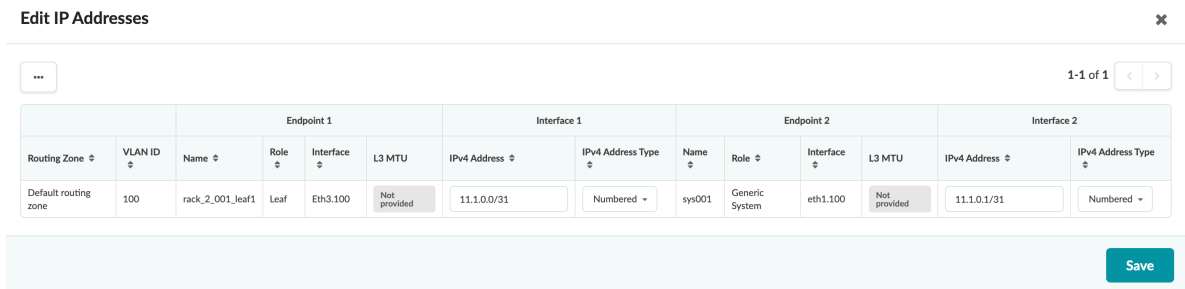 Edit IP Addresses
...
1-1 of 1
Endpoint 1 Interface 1 Endpoint 2 Interface 2
Routing Zone VLAN ID Name Role Interface L3 MTU IPv4 Address IPv4 Address Type Name Role Interface L3 MTU IPv4 Address IPv4 Address Type
Default routing zone 100 rack_2_001_leaf1 Leaf Eth3.100 Not provided 11.1.0.0/31 Numbered sys001 Generic System eth1.100 Not provided 11.1.0.1/31 Numbered
Save